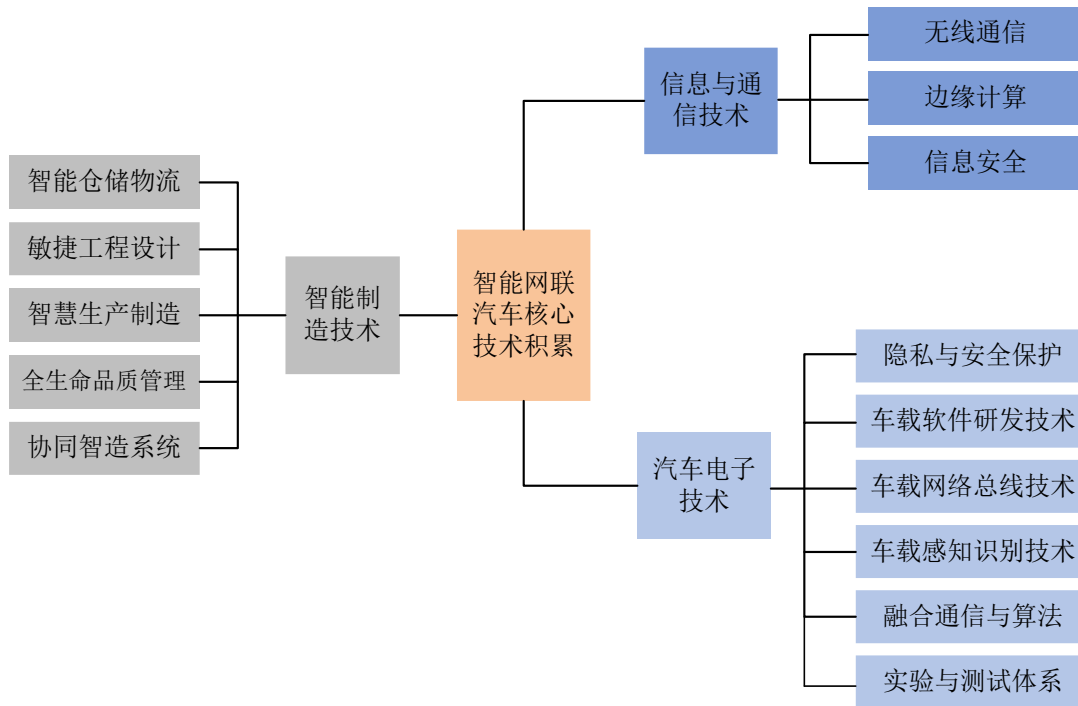 智能仓储物流
敏捷工程设计
智慧生产制造
全生命品质管理
协同智造系统
智能制
造技术
智能网联
汽车核心
技术积累
信息与通
信技术
无线通信
边缘计算
信息安全
汽车电子
技术
隐私与安全保护
车载软件研发技术
车载网络总线技术
车载感知识别技术
融合通信与算法
实验与测试体系